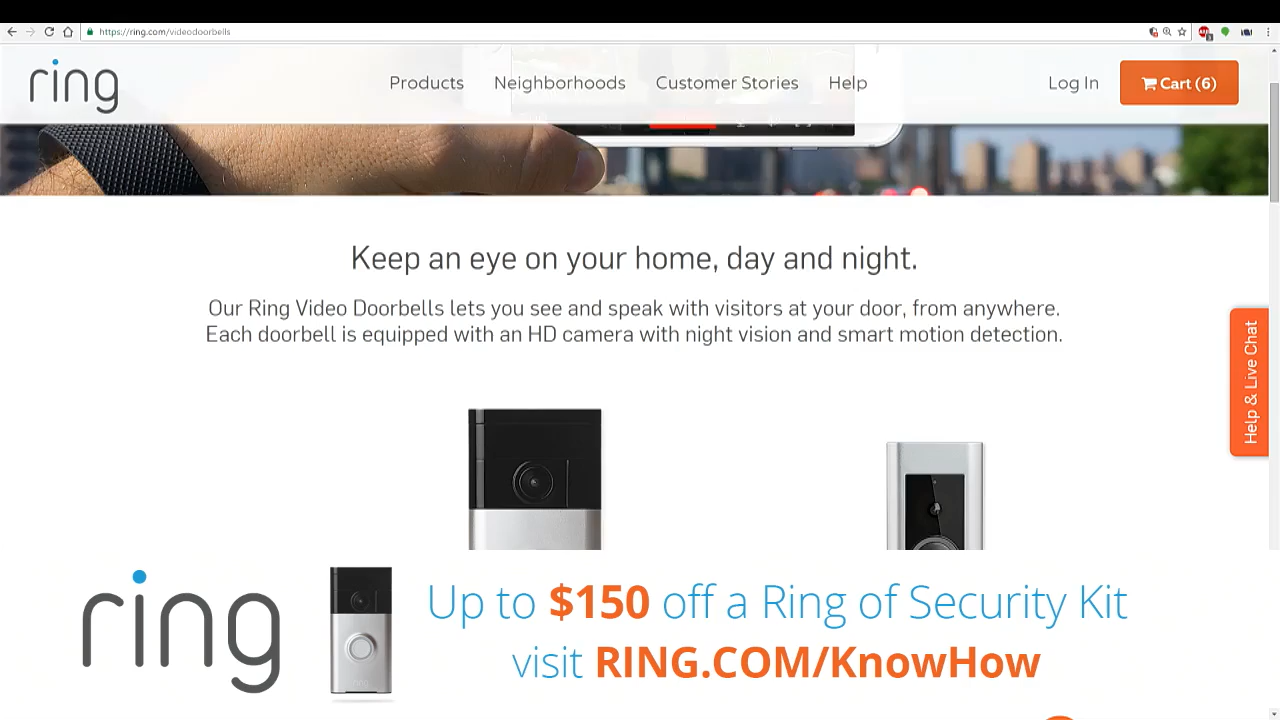 https://ring.com/videodoorbells
ring
Products
Neighborhoods
Customer Stories
Help
Log In
Cart (6)
Keep an eye on your home, day and night.
Our Ring Video Doorbells lets you see and speak with visitors at your door, from anywhere.
Each doorbell is equipped with an HD camera with night vision and smart motion detection.
Help & Live Chat
ring
Up to $150 off a Ring of Security Kit
visit RING.COM/KnowHow